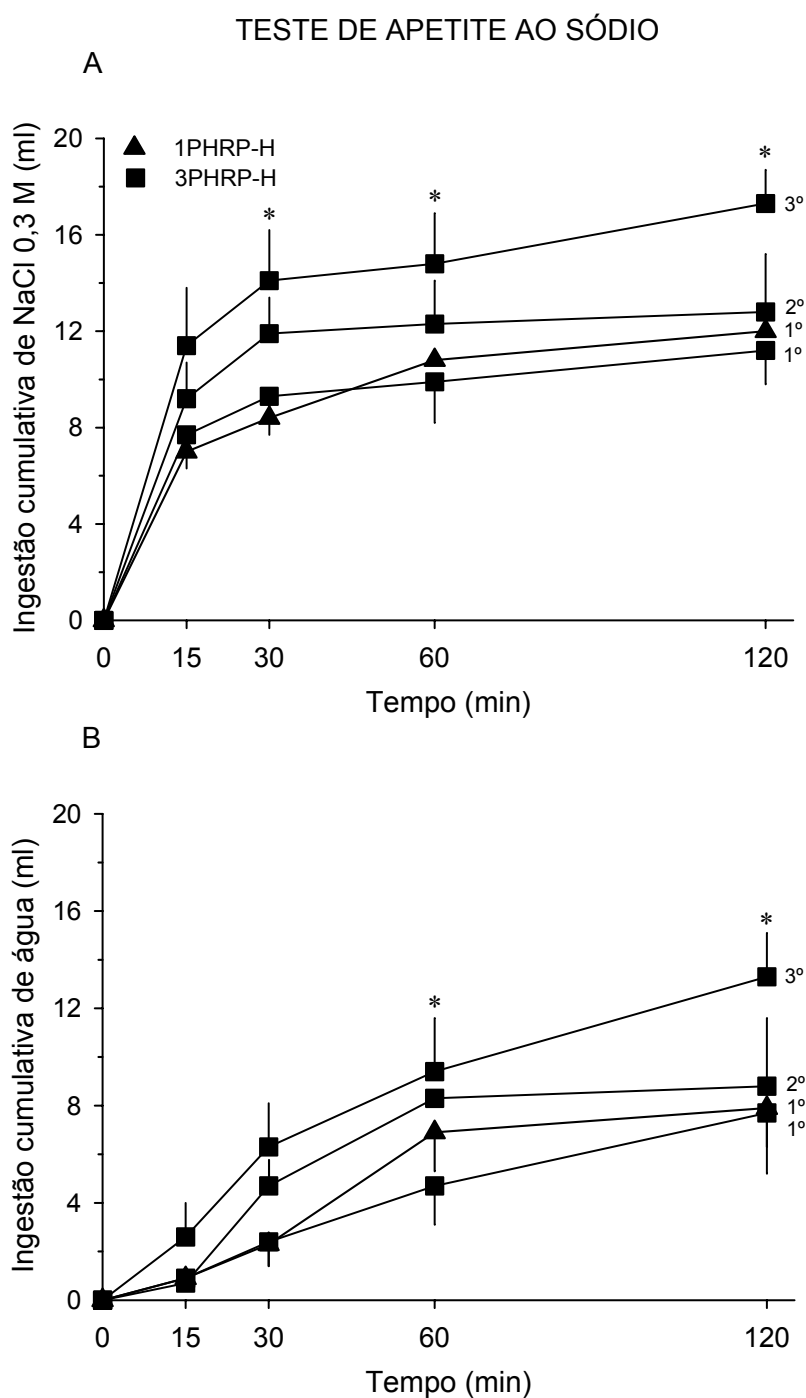 TESTE DE APETITE AO SÓDIO
A
Ingestão cumulativa de NaCl 0,3 M (ml)
20
16
12
8
4
0
▲ 1PHRP-H
■ 3PHRP-H
*
*
*
3º
2º
1º
1º
0 15 30 60 120
Tempo (min)
B
Ingestão cumulativa de água (ml)
20
16
12
8
4
0
*
*
3º
2º
1º
1º
0 15 30 60 120
Tempo (min)